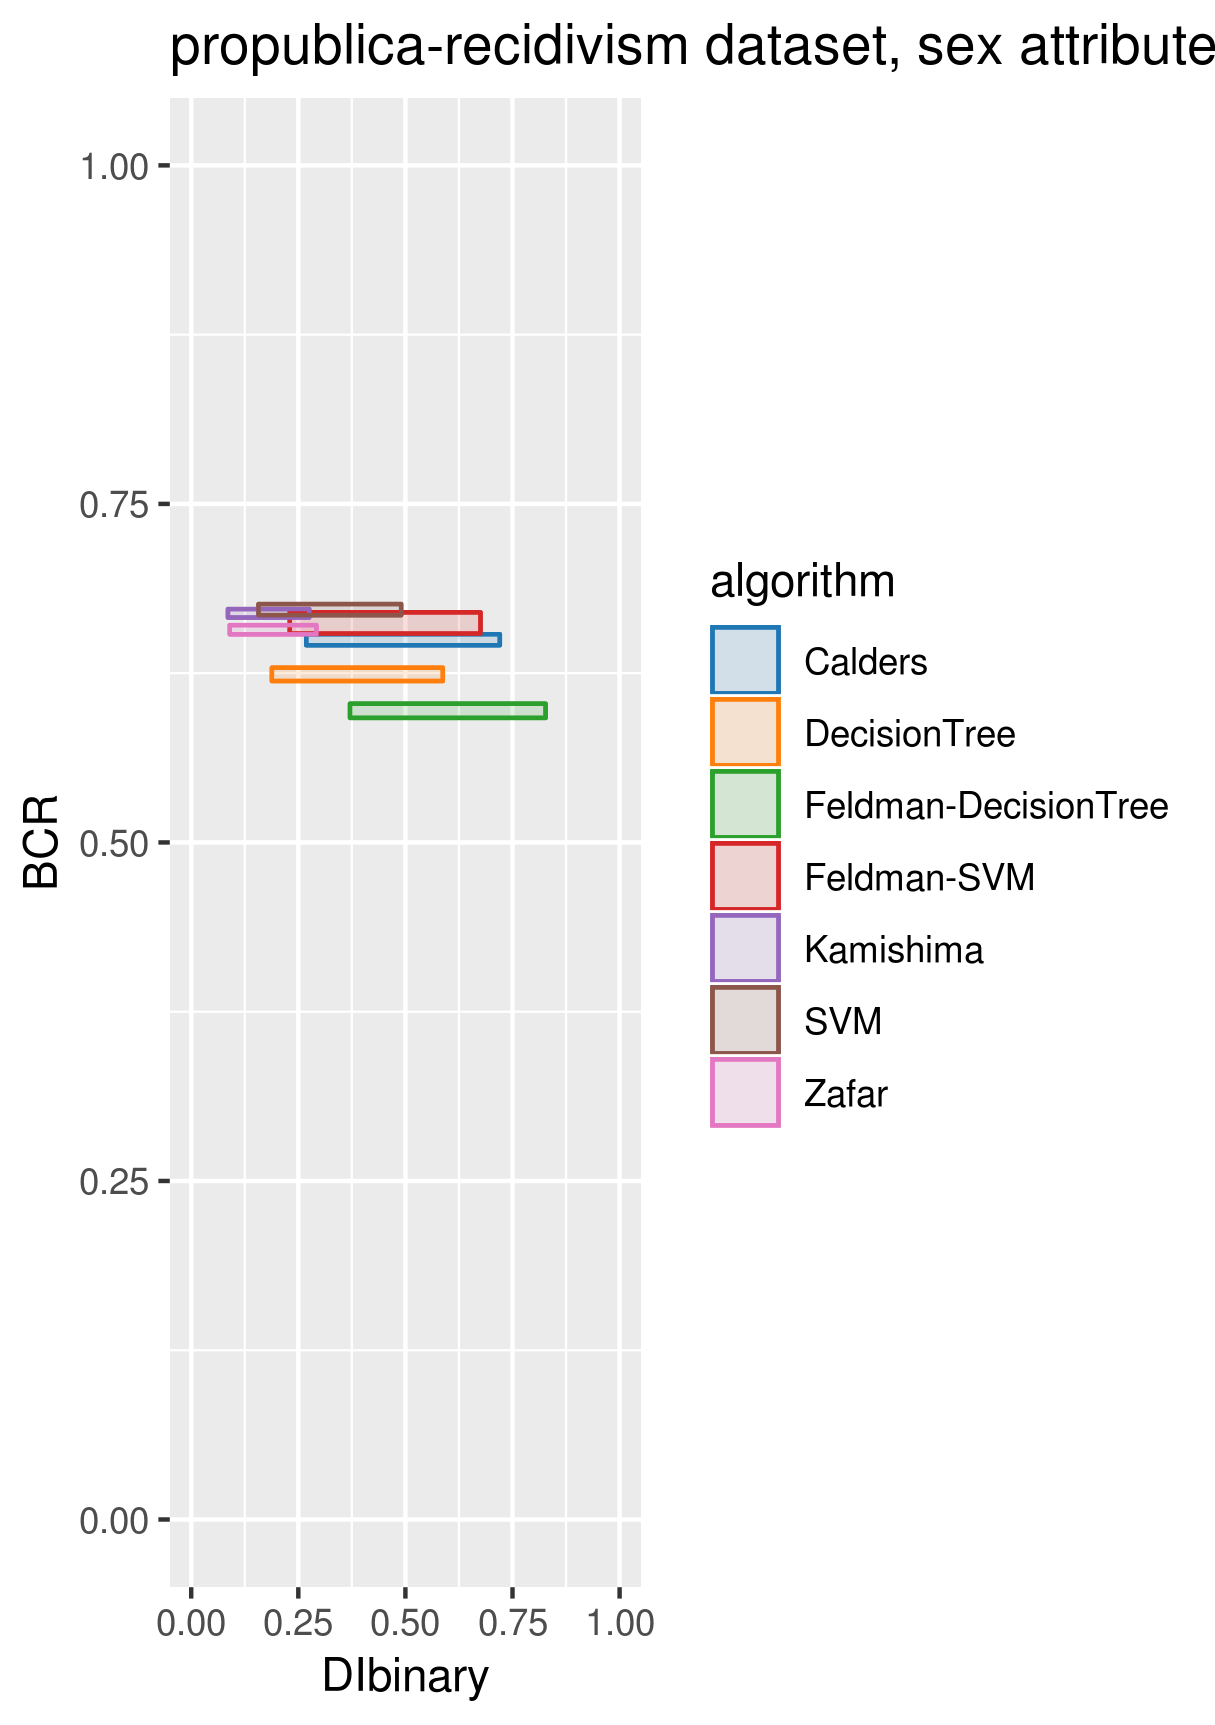 propublica-recidivism dataset, sex attribute
1.00
0.75
0.50
0.25
0.00
BCR
0.00 0.25 0.50 0.75 1.00
DIbinary
algorithm
Calders
DecisionTree
Feldman-DecisionTree
Feldman-SVM
Kamishima
SVM
Zafar